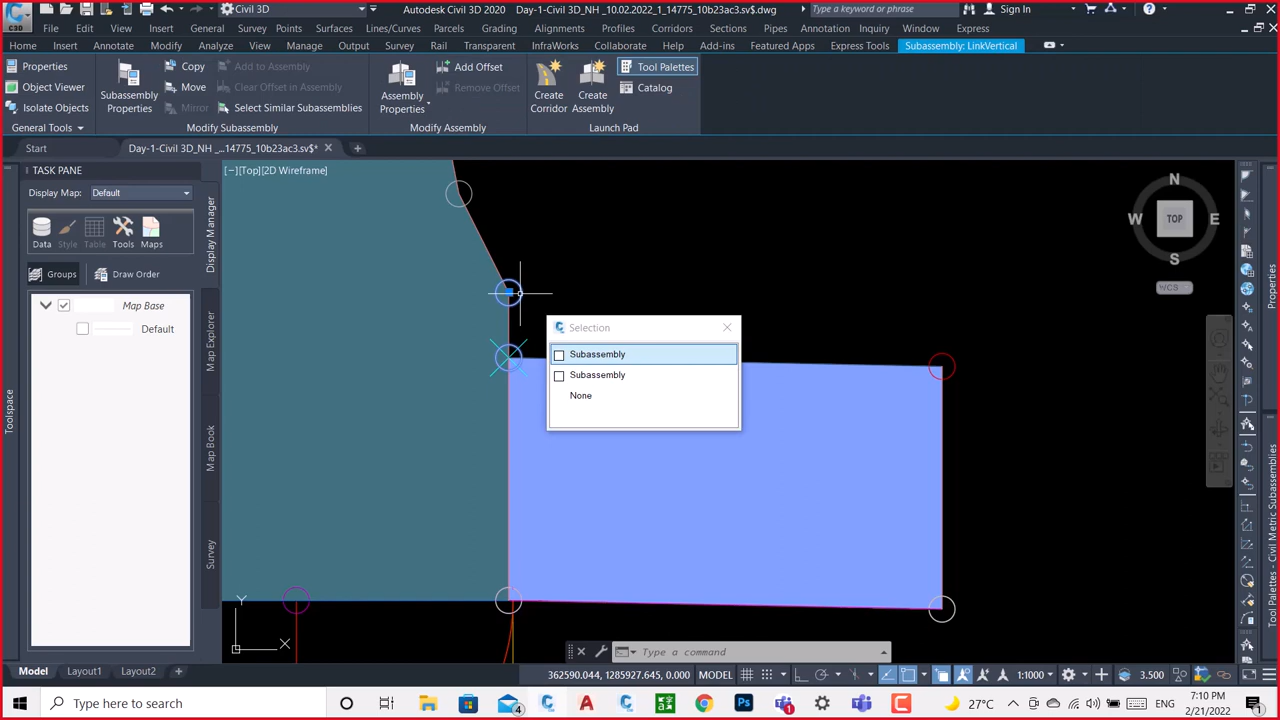 Civil 3D
Autodesk Civil 3D 2020 Day-1-Civil 3D_NH _10.02.2022_1_14775_10b23ac3.sv$.dwg
Type a keyword or phrase
Sign In
C3D
File Edit View Insert General Survey Points Surfaces Lines/Curves Parcels Grading Alignments Profiles Corridors Sections Pipes Annotation Inquiry Window Express
Home Insert Annotate Modify Analyze View Manage Output Survey Rail Transparent InfraWorks Collaborate Help Add-ins Featured Apps Express Tools Subassembly: LinkVertical
Properties
Object Viewer
Isolate Objects
General Tools
Subassembly Properties
Copy
Move
Mirror
Add to Assembly
Clear Offset in Assembly
Select Similar Subassemblies
Modify Subassembly
Assembly Properties
Add Offset
Remove Offset
Modify Assembly
Create Corridor
Create Assembly
Tool Palettes
Catalog
Launch Pad
Start
Day-1-Civil 3D_NH _...14775_10b23ac3.sv$*
TASK PANE
Display Map: Default
Data Style Table Tools Maps
Groups Draw Order
Map Base
Default
Toolspace
Display Manager
Map Explorer
Map Book
Survey
[−][Top][2D Wireframe]
N
W TOP E
S
WCS
Selection
Subassembly
Subassembly
None
Properties
Tool Palettes - Civil Metric Subassemblies
Y
X
Type a command
Model Layout1 Layout2 +
362590.044, 1285927.645, 0.000 MODEL
1:1000
3.500
Type here to search
4
1
27°C
ENG
7:10 PM
2/21/2022
1